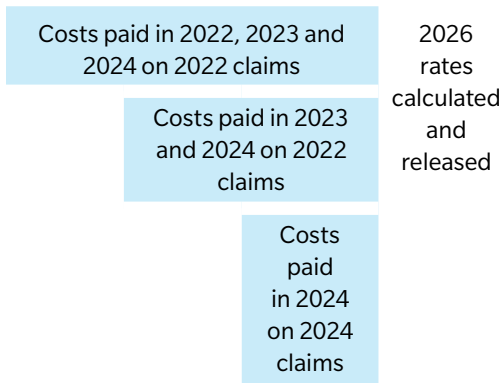 Costs paid in 2022, 2023 and
2024 on 2022 claims
2026
rates
calculated
and
released
Costs paid in 2023
and 2024 on 2022
claims
Costs
paid
in 2024
on 2024
claims